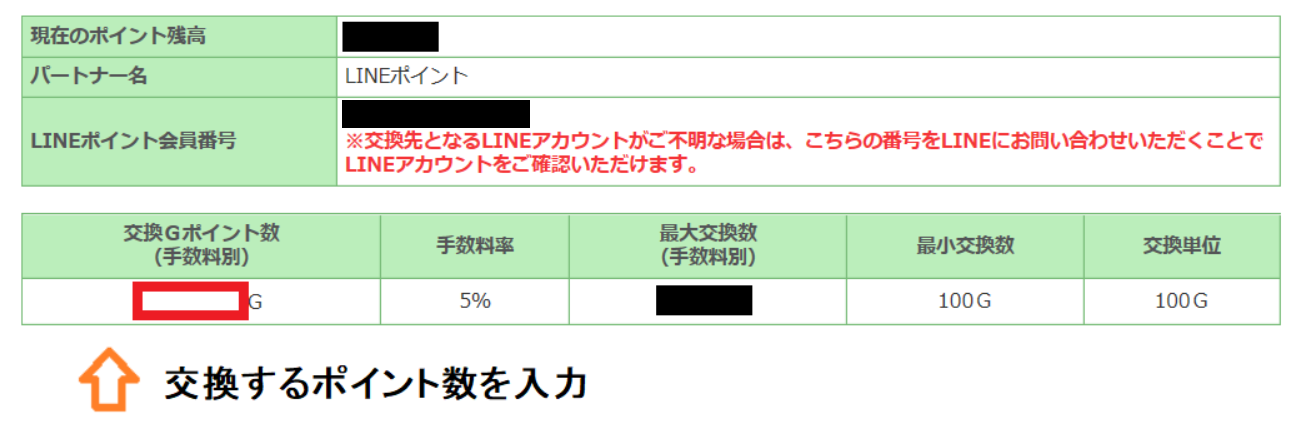 現在のポイント残高
パートナー名
LINEポイント
LINEポイント会員番号
※交換先となるLINEアカウントがご不明な場合は、こちらの番号をLINEにお問い合わせいただくことで
LINEアカウントをご確認いただけます。
交換Gポイント数
(手数料別)
手数料率
最大交換数
(手数料別)
最小交換数
交換単位
G
5%
100G
100G
交換するポイント数を入力